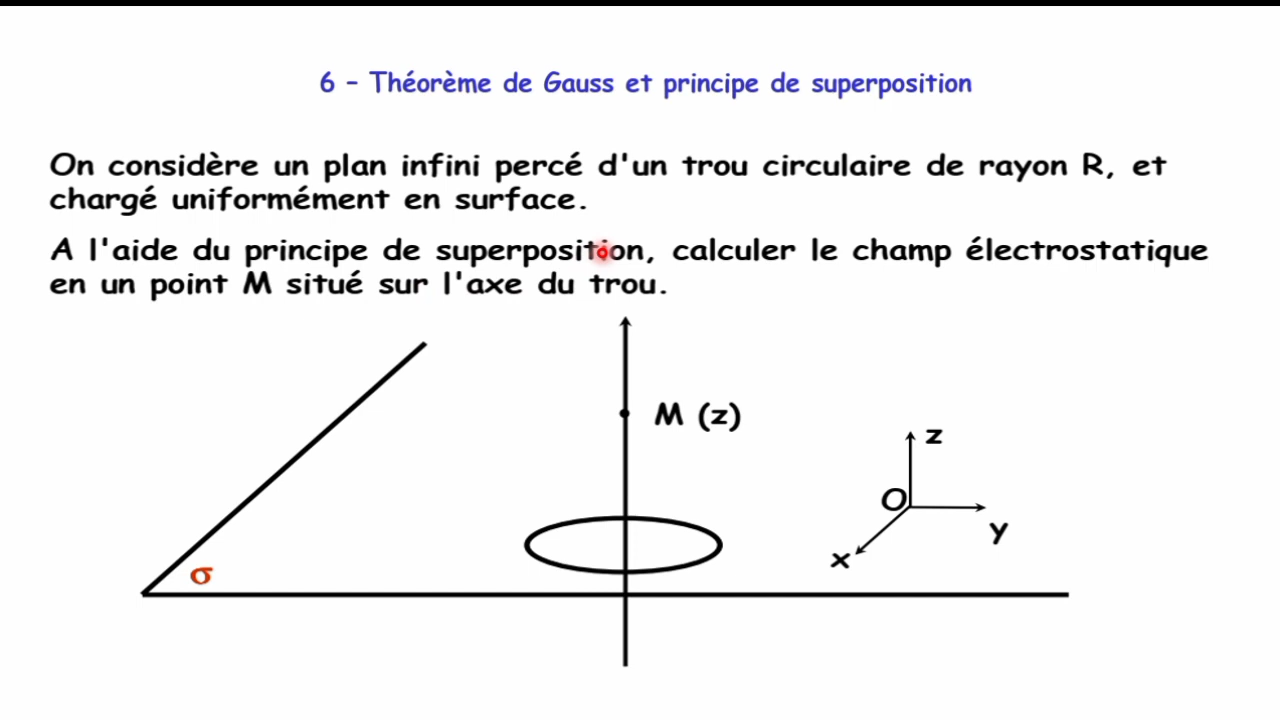 6 – Théorème de Gauss et principe de superposition
On considère un plan infini percé d'un trou circulaire de rayon R, et
chargé uniformément en surface.
A l'aide du principe de superposition, calculer le champ électrostatique
en un point M situé sur l'axe du trou.
M (z)
z
O
y
x
σ